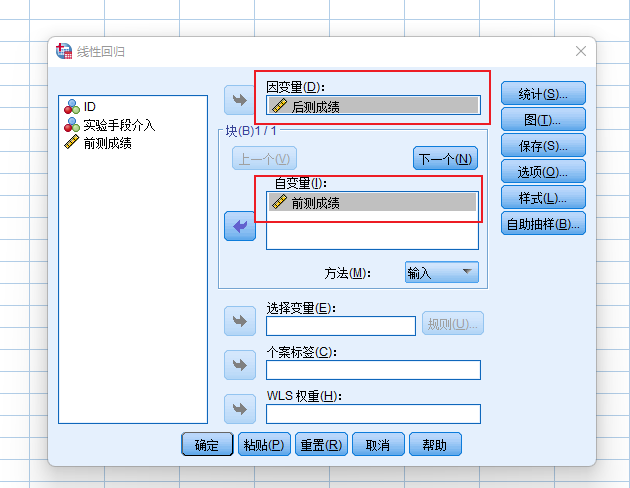 线性回归
ID
实验手段介入
前测成绩
因变量(D):
后测成绩
块(B)1 / 1
上一个(V)
下一个(N)
自变量(I):
前测成绩
方法(M):
输入
选择变量(E):
规则(U)...
个案标签(C):
WLS 权重(H):
统计(S)...
图(T)...
保存(S)...
选项(O)...
样式(L)...
自助抽样(B)...
确定
粘贴(P)
重置(R)
取消
帮助